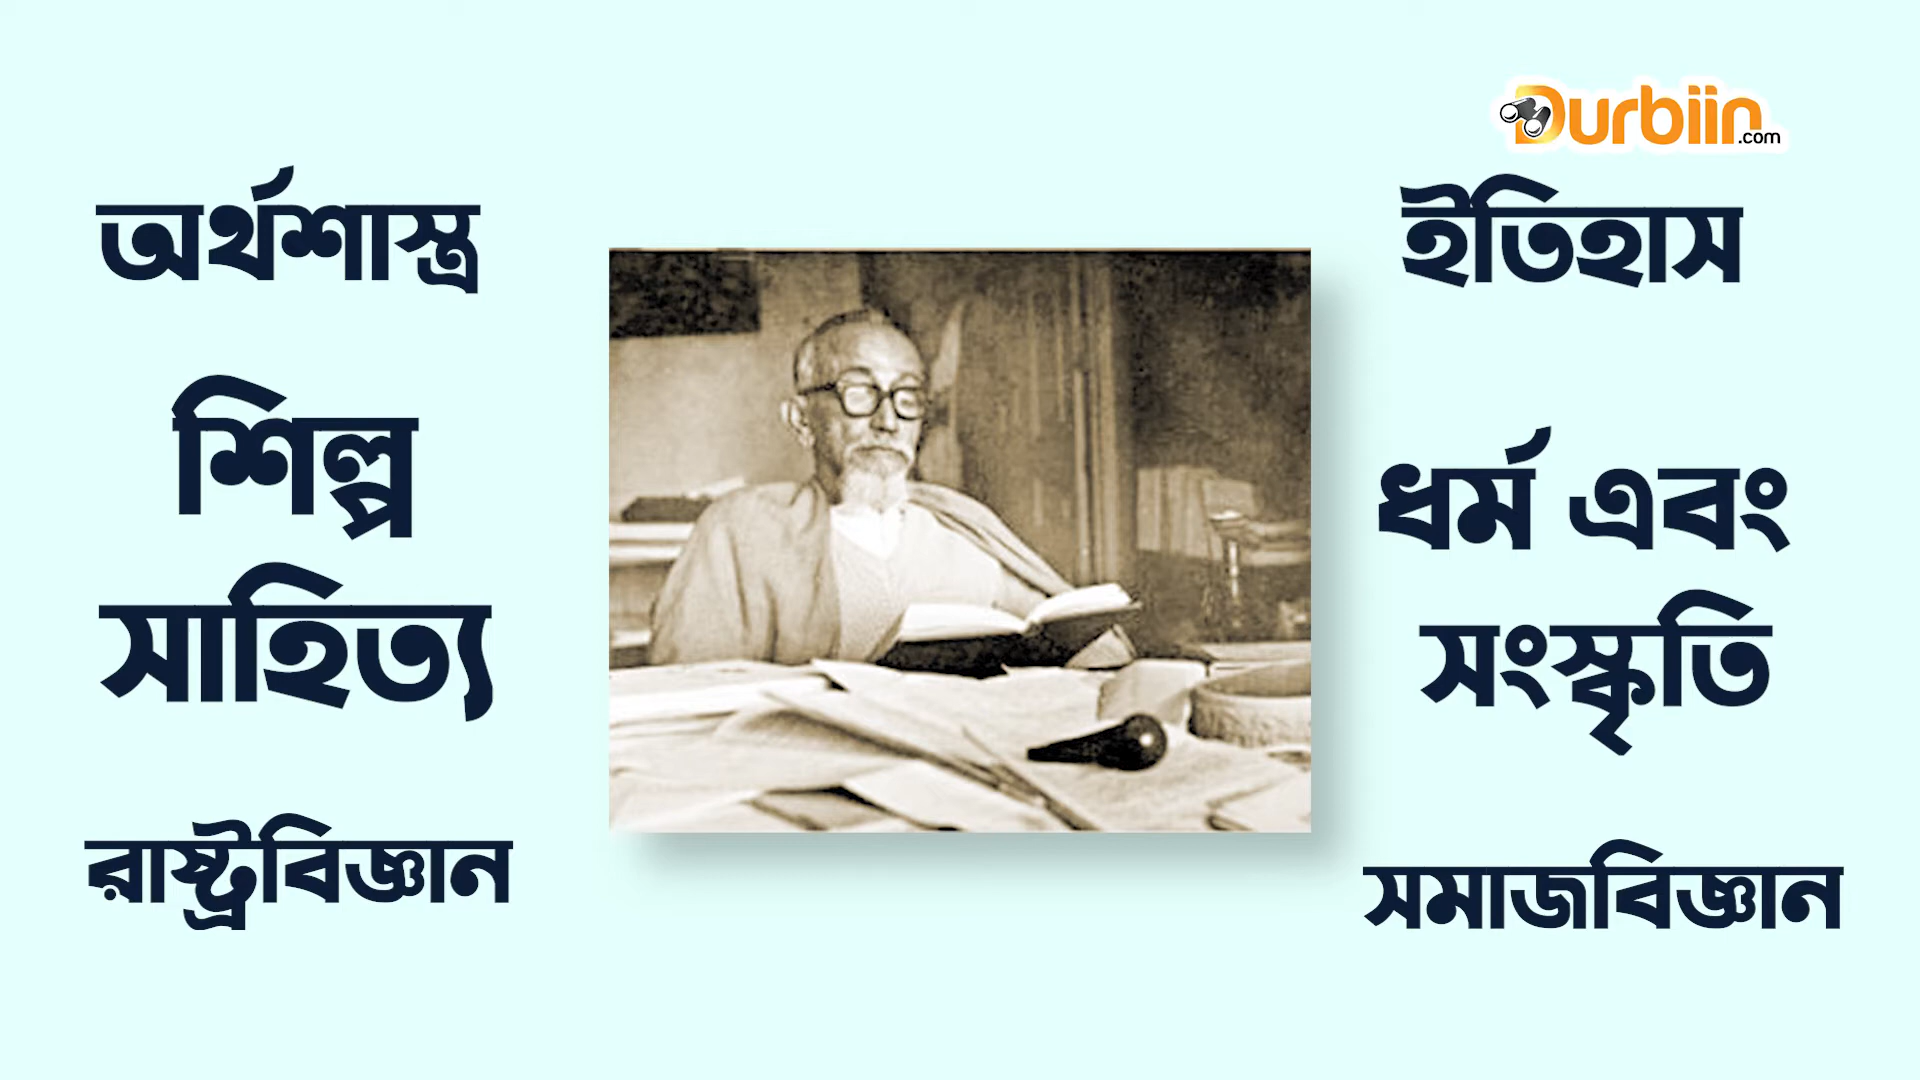 Durbiin.com
অর্থশাস্ত্র
শিল্প
সাহিত্য
রাষ্ট্রবিজ্ঞান
ইতিহাস
ধর্ম এবং
সংস্কৃতি
সমাজবিজ্ঞান